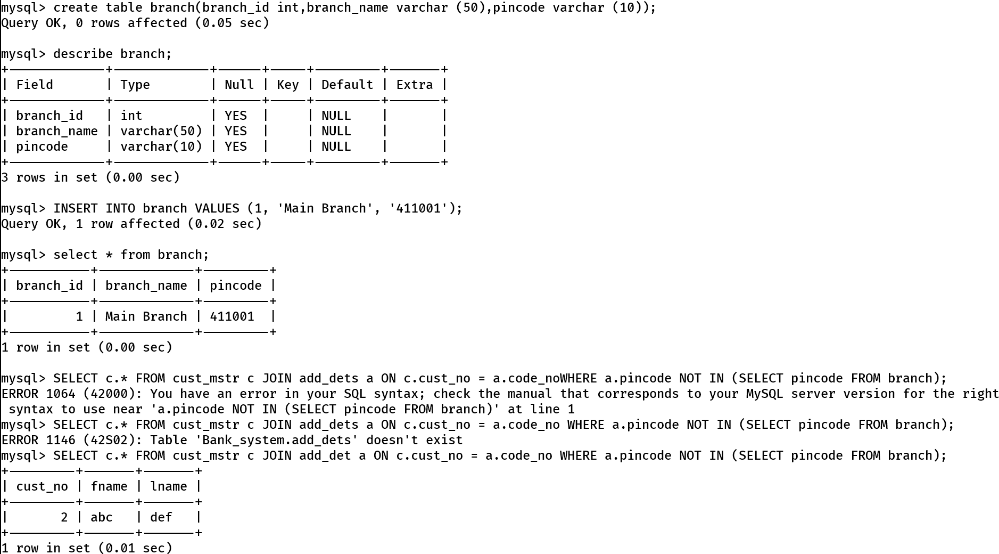 mysql> create table branch(branch_id int,branch_name varchar (50),pincode varchar (10));
Query OK, 0 rows affected (0.05 sec)

mysql> describe branch;
+-------------+-------------+------+-----+---------+-------+
| Field       | Type        | Null | Key | Default | Extra |
+-------------+-------------+------+-----+---------+-------+
| branch_id   | int         | YES  |     | NULL    |       |
| branch_name | varchar(50) | YES  |     | NULL    |       |
| pincode     | varchar(10) | YES  |     | NULL    |       |
+-------------+-------------+------+-----+---------+-------+
3 rows in set (0.00 sec)

mysql> INSERT INTO branch VALUES (1, 'Main Branch', '411001');
Query OK, 1 row affected (0.02 sec)

mysql> select * from branch;
+-----------+-------------+---------+
| branch_id | branch_name | pincode |
+-----------+-------------+---------+
|         1 | Main Branch | 411001  |
+-----------+-------------+---------+
1 row in set (0.00 sec)

mysql> SELECT c.* FROM cust_mstr c JOIN add_dets a ON c.cust_no = a.code_noWHERE a.pincode NOT IN (SELECT pincode FROM branch);
ERROR 1064 (42000): You have an error in your SQL syntax; check the manual that corresponds to your MySQL server version for the right
 syntax to use near 'a.pincode NOT IN (SELECT pincode FROM branch)' at line 1
mysql> SELECT c.* FROM cust_mstr c JOIN add_dets a ON c.cust_no = a.code_no WHERE a.pincode NOT IN (SELECT pincode FROM branch);
ERROR 1146 (42S02): Table 'Bank_system.add_dets' doesn't exist
mysql> SELECT c.* FROM cust_mstr c JOIN add_det a ON c.cust_no = a.code_no WHERE a.pincode NOT IN (SELECT pincode FROM branch);
+---------+-------+-------+
| cust_no | fname | lname |
+---------+-------+-------+
|       2 | abc   | def   |
+---------+-------+-------+
1 row in set (0.01 sec)